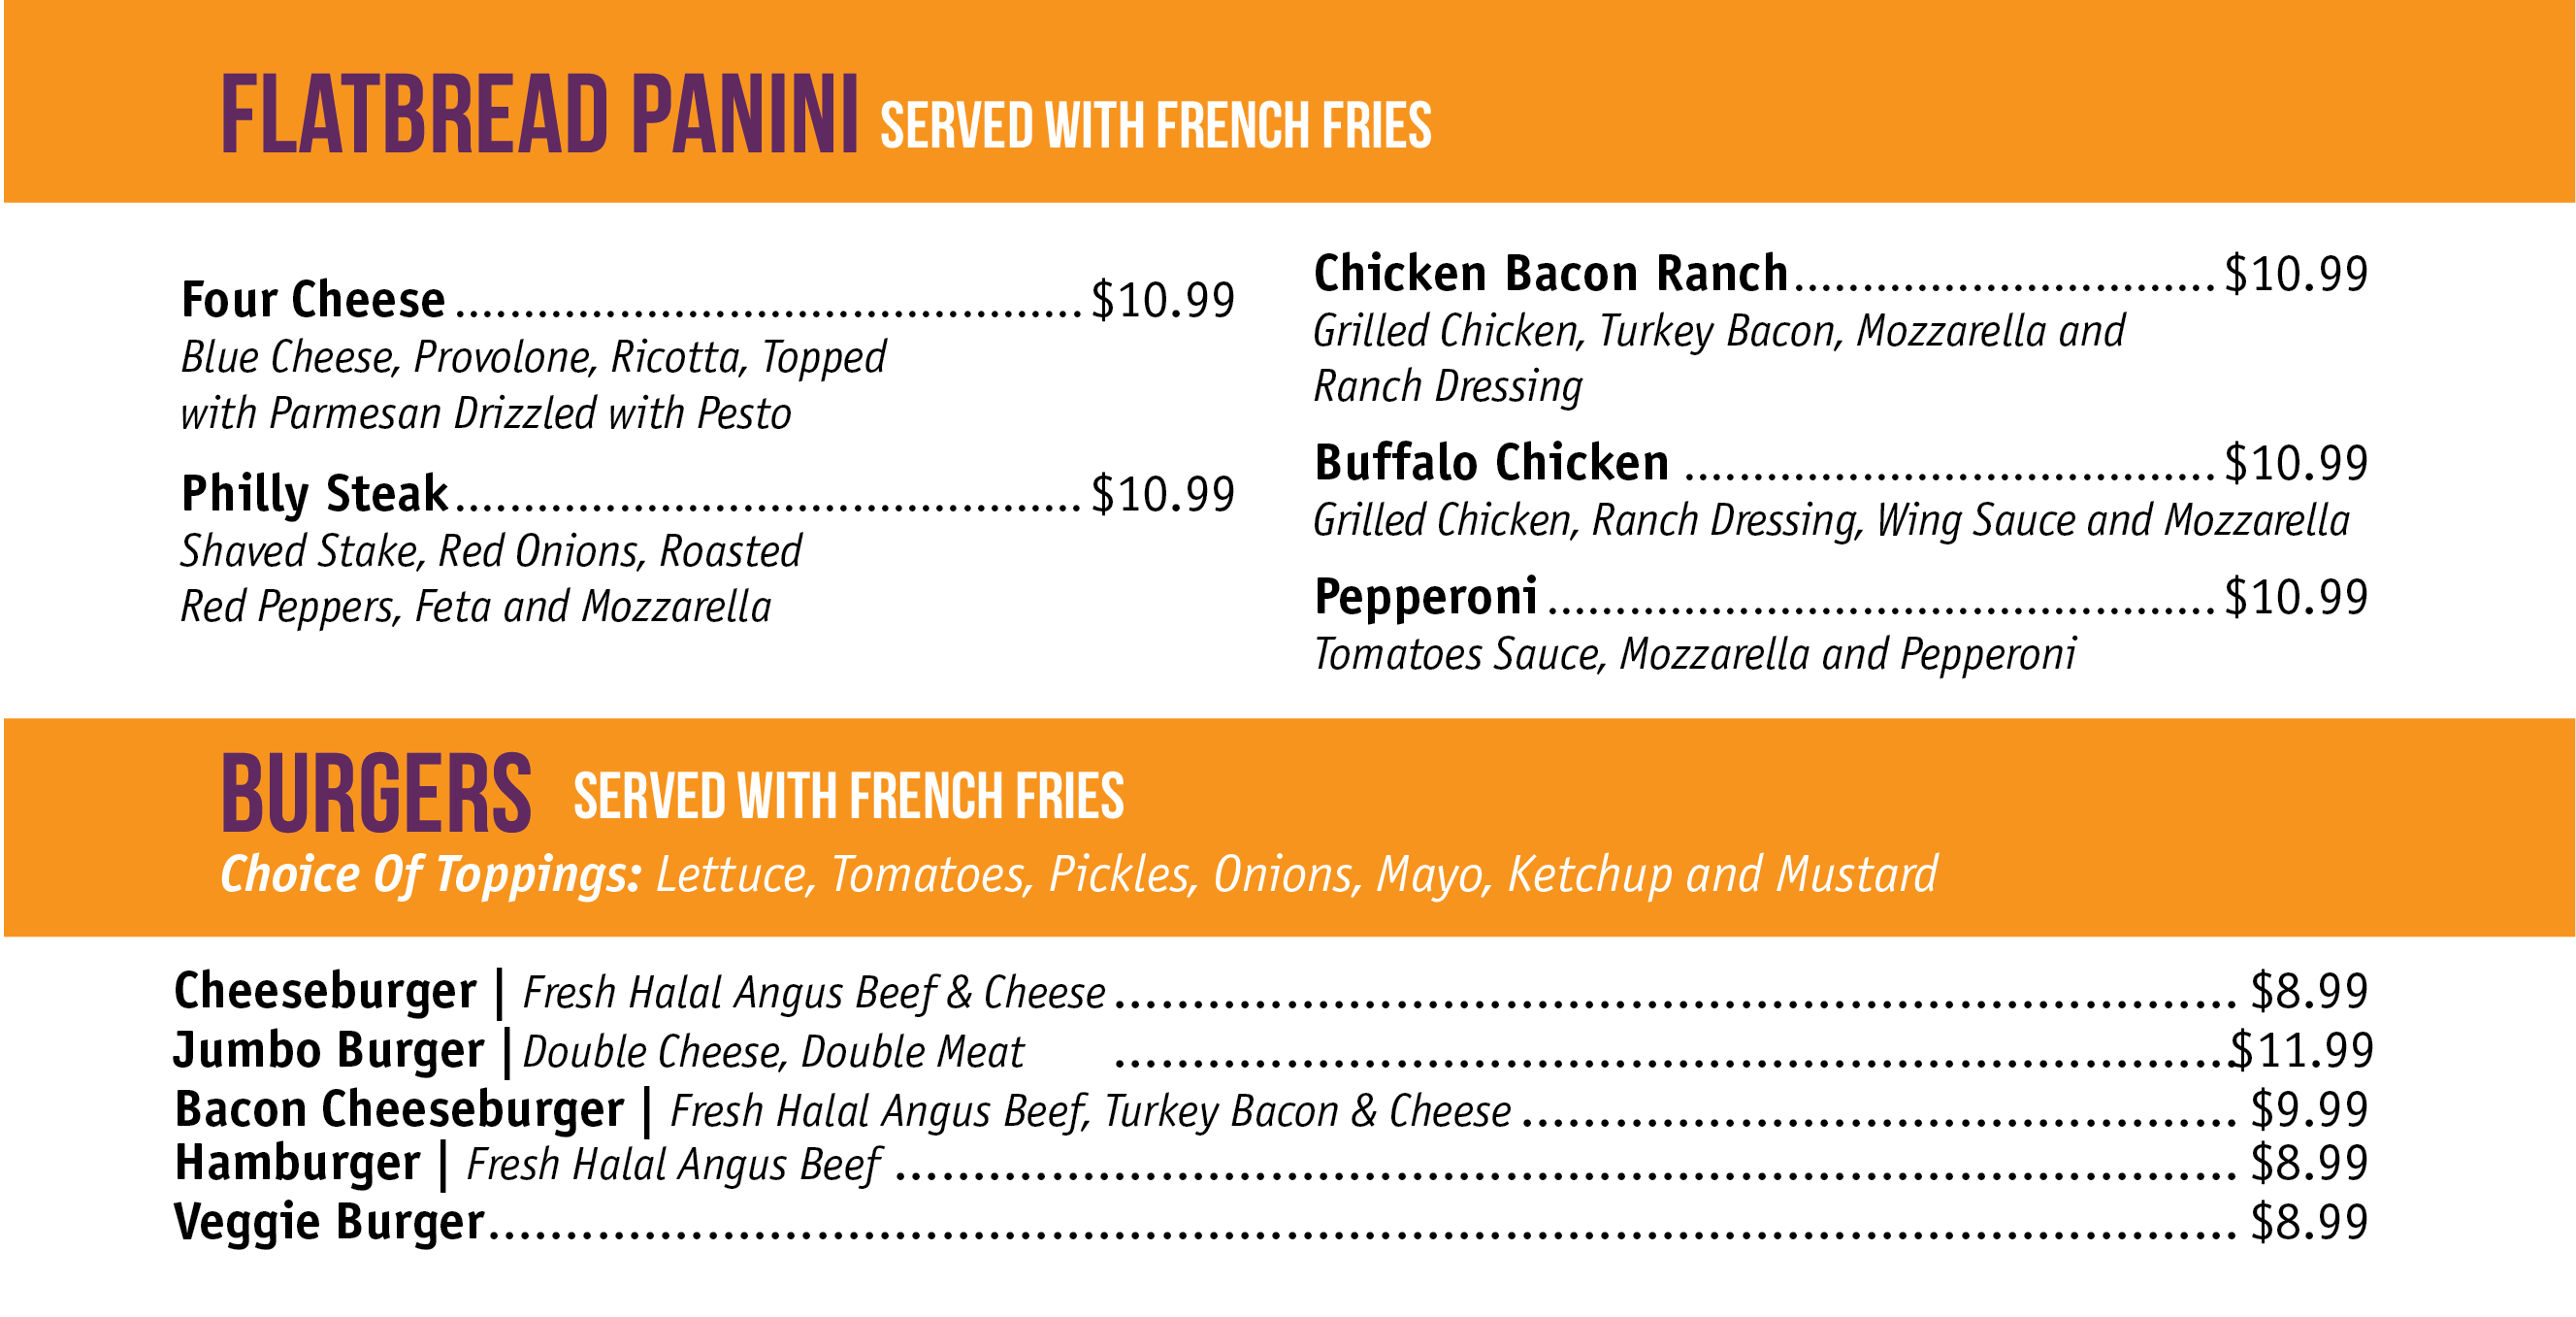 FLATBREAD PANINI SERVED WITH FRENCH FRIES
Four Cheese.............................................. $10.99
Blue Cheese, Provolone, Ricotta, Topped
with Parmesan Drizzled with Pesto
Philly Steak.............................................. $10.99
Shaved Stake, Red Onions, Roasted
Red Peppers, Feta and Mozzarella
Chicken Bacon Ranch............................... $10.99
Grilled Chicken, Turkey Bacon, Mozzarella and
Ranch Dressing
Buffalo Chicken ....................................... $10.99
Grilled Chicken, Ranch Dressing, Wing Sauce and Mozzarella
Pepperoni ................................................. $10.99
Tomatoes Sauce, Mozzarella and Pepperoni
BURGERS SERVED WITH FRENCH FRIES
Choice Of Toppings: Lettuce, Tomatoes, Pickles, Onions, Mayo, Ketchup and Mustard
Cheeseburger | Fresh Halal Angus Beef & Cheese ........................................................................ $8.99
Jumbo Burger | Double Cheese, Double Meat ........................................................................ $11.99
Bacon Cheeseburger | Fresh Halal Angus Beef, Turkey Bacon & Cheese .............................................. $9.99
Hamburger | Fresh Halal Angus Beef ...................................................................................... $8.99
Veggie Burger................................................................................................................ $8.99